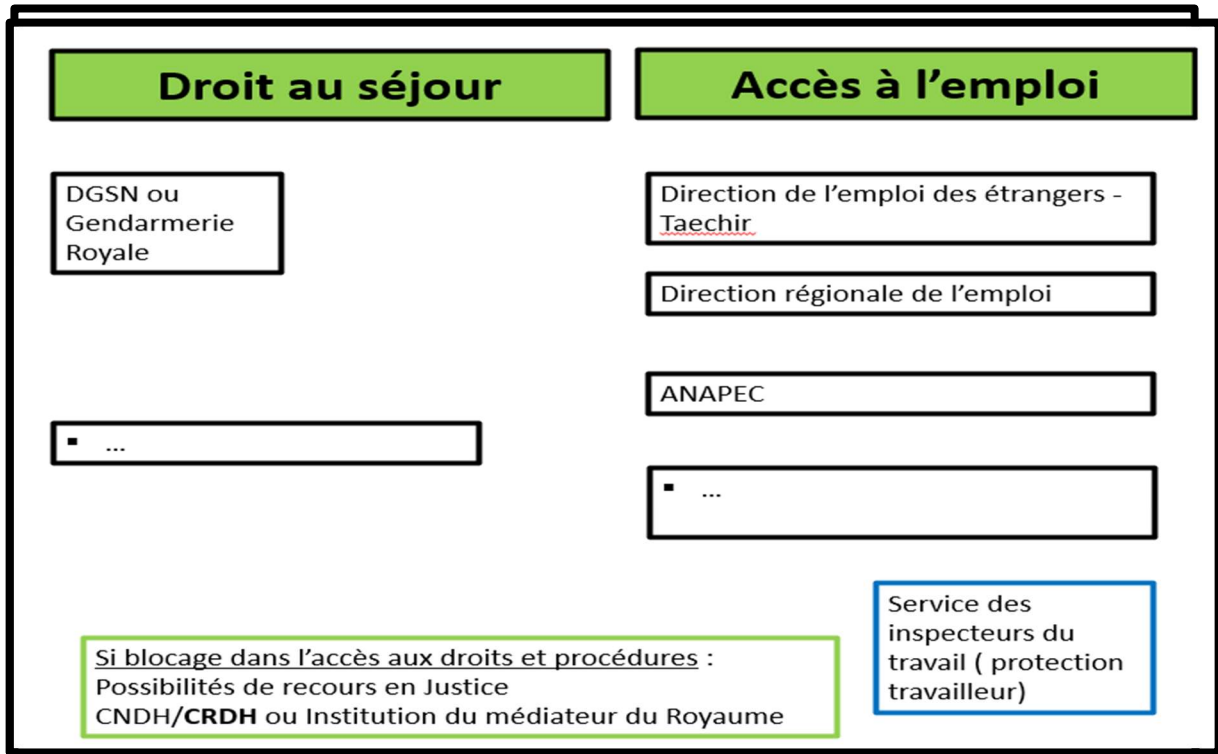 Droit au séjour
Accès à l’emploi
DGSN ou
Gendarmerie
Royale
▪ ...
Direction de l’emploi des étrangers -
Taechir
Direction régionale de l’emploi
ANAPEC
▪ ...
Service des
inspecteurs du
travail ( protection
travailleur)
Si blocage dans l’accès aux droits et procédures :
Possibilités de recours en Justice
CNDH/CRDH ou Institution du médiateur du Royaume